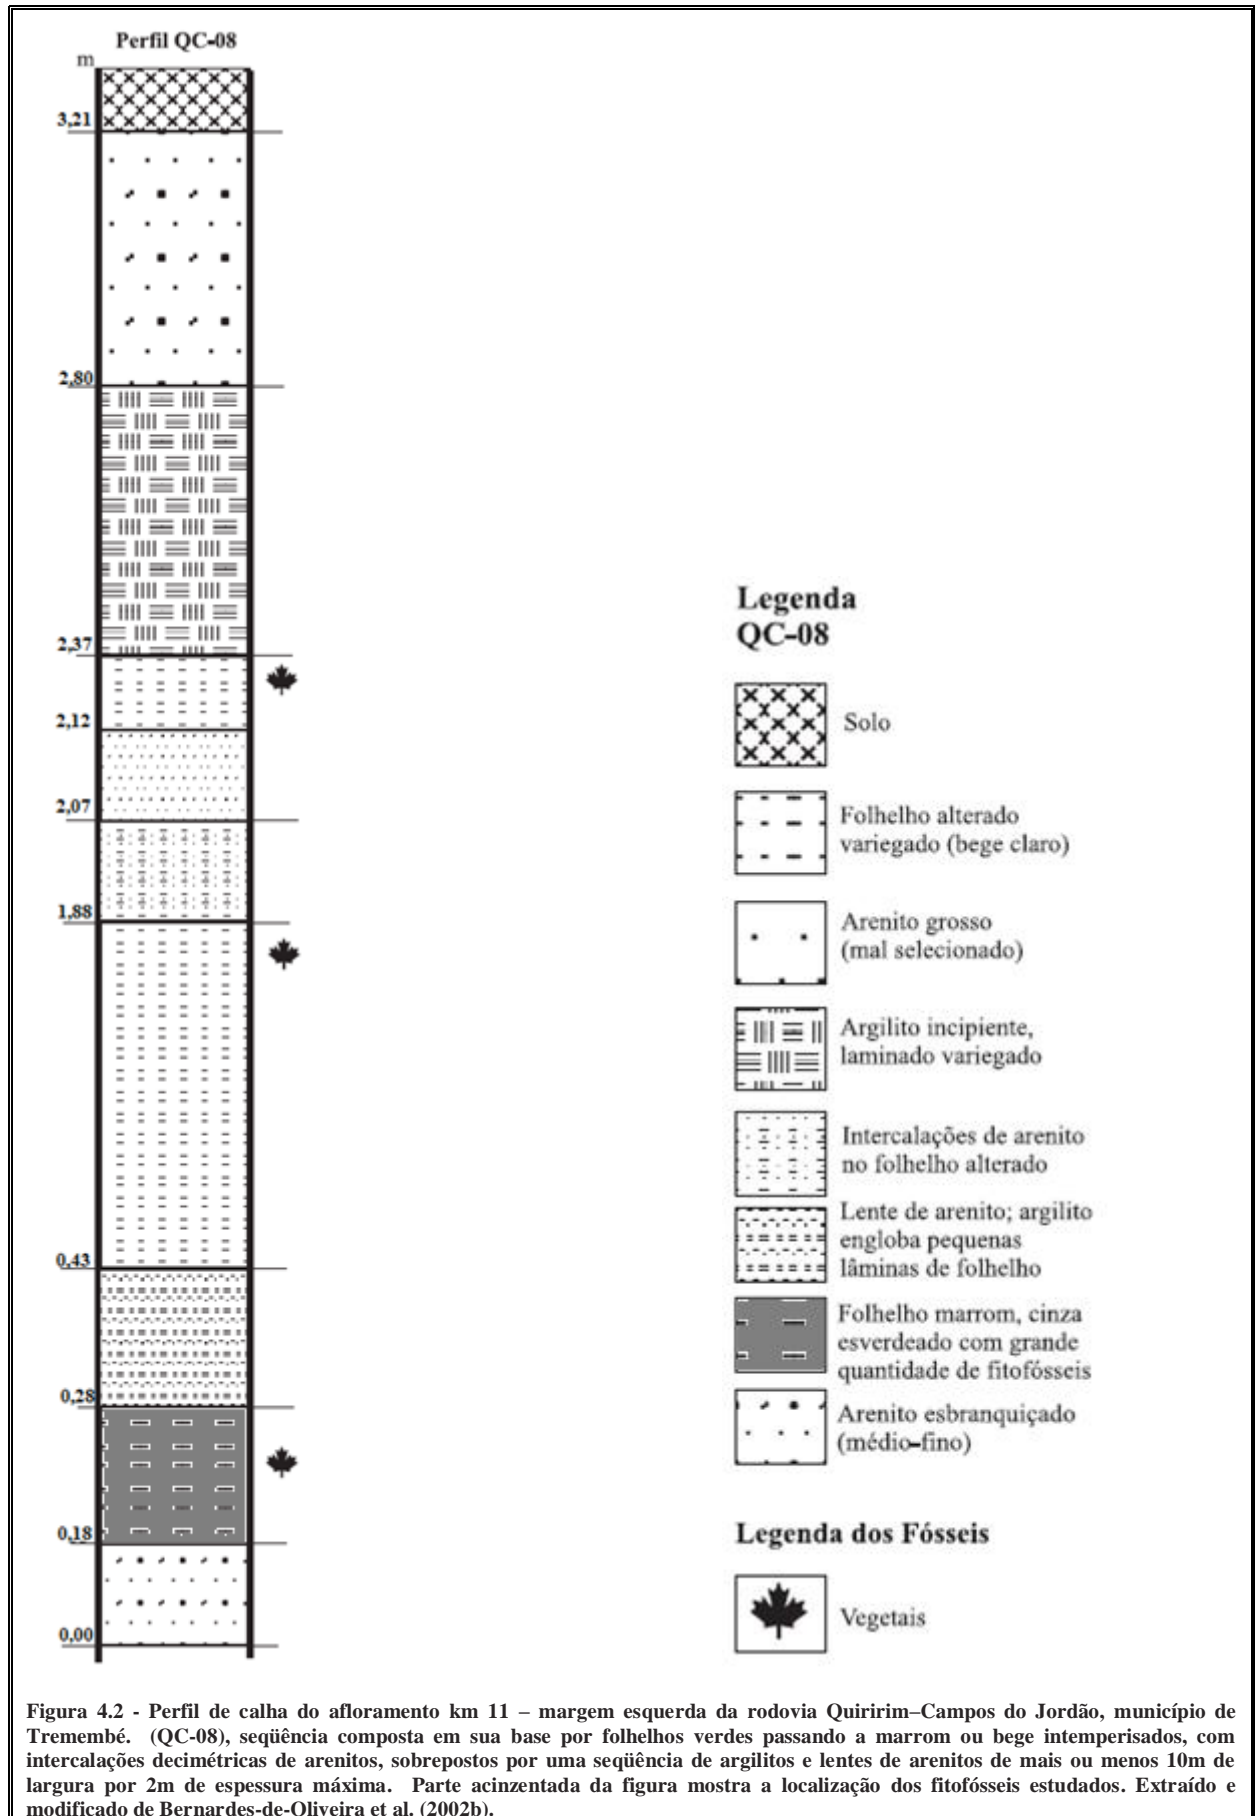 Perfil QC-08
m
3,21
2,80
2,37
2,12
2,07
1,88
0,43
0,28
0,18
0,00
Legenda
QC-08
Solo
Folhelho alterado
variegado (bege claro)
Arenito grosso
(mal selecionado)
Argilito incipiente,
laminado variegado
Intercalações de arenito
no folhelho alterado
Lente de arenito; argilito
engloba pequenas
lâminas de folhelho
Folhelho marrom, cinza
esverdeado com grande
quantidade de fitofósseis
Arenito esbranquiçado
(médio-fino)
Legenda dos Fósseis
Vegetais
Figura 4.2 - Perfil de calha do afloramento km 11 – margem esquerda da rodovia Quiririm–Campos do Jordão, município de
Tremembé. (QC-08), seqüência composta em sua base por folhelhos verdes passando a marrom ou bege intemperisados, com
intercalações decimétricas de arenitos, sobrepostos por uma seqüência de argilitos e lentes de arenitos de mais ou menos 10m de
largura por 2m de espessura máxima. Parte acinzentada da figura mostra a localização dos fitofósseis estudados. Extraído e
modificado de Bernardes-de-Oliveira et al. (2002b).